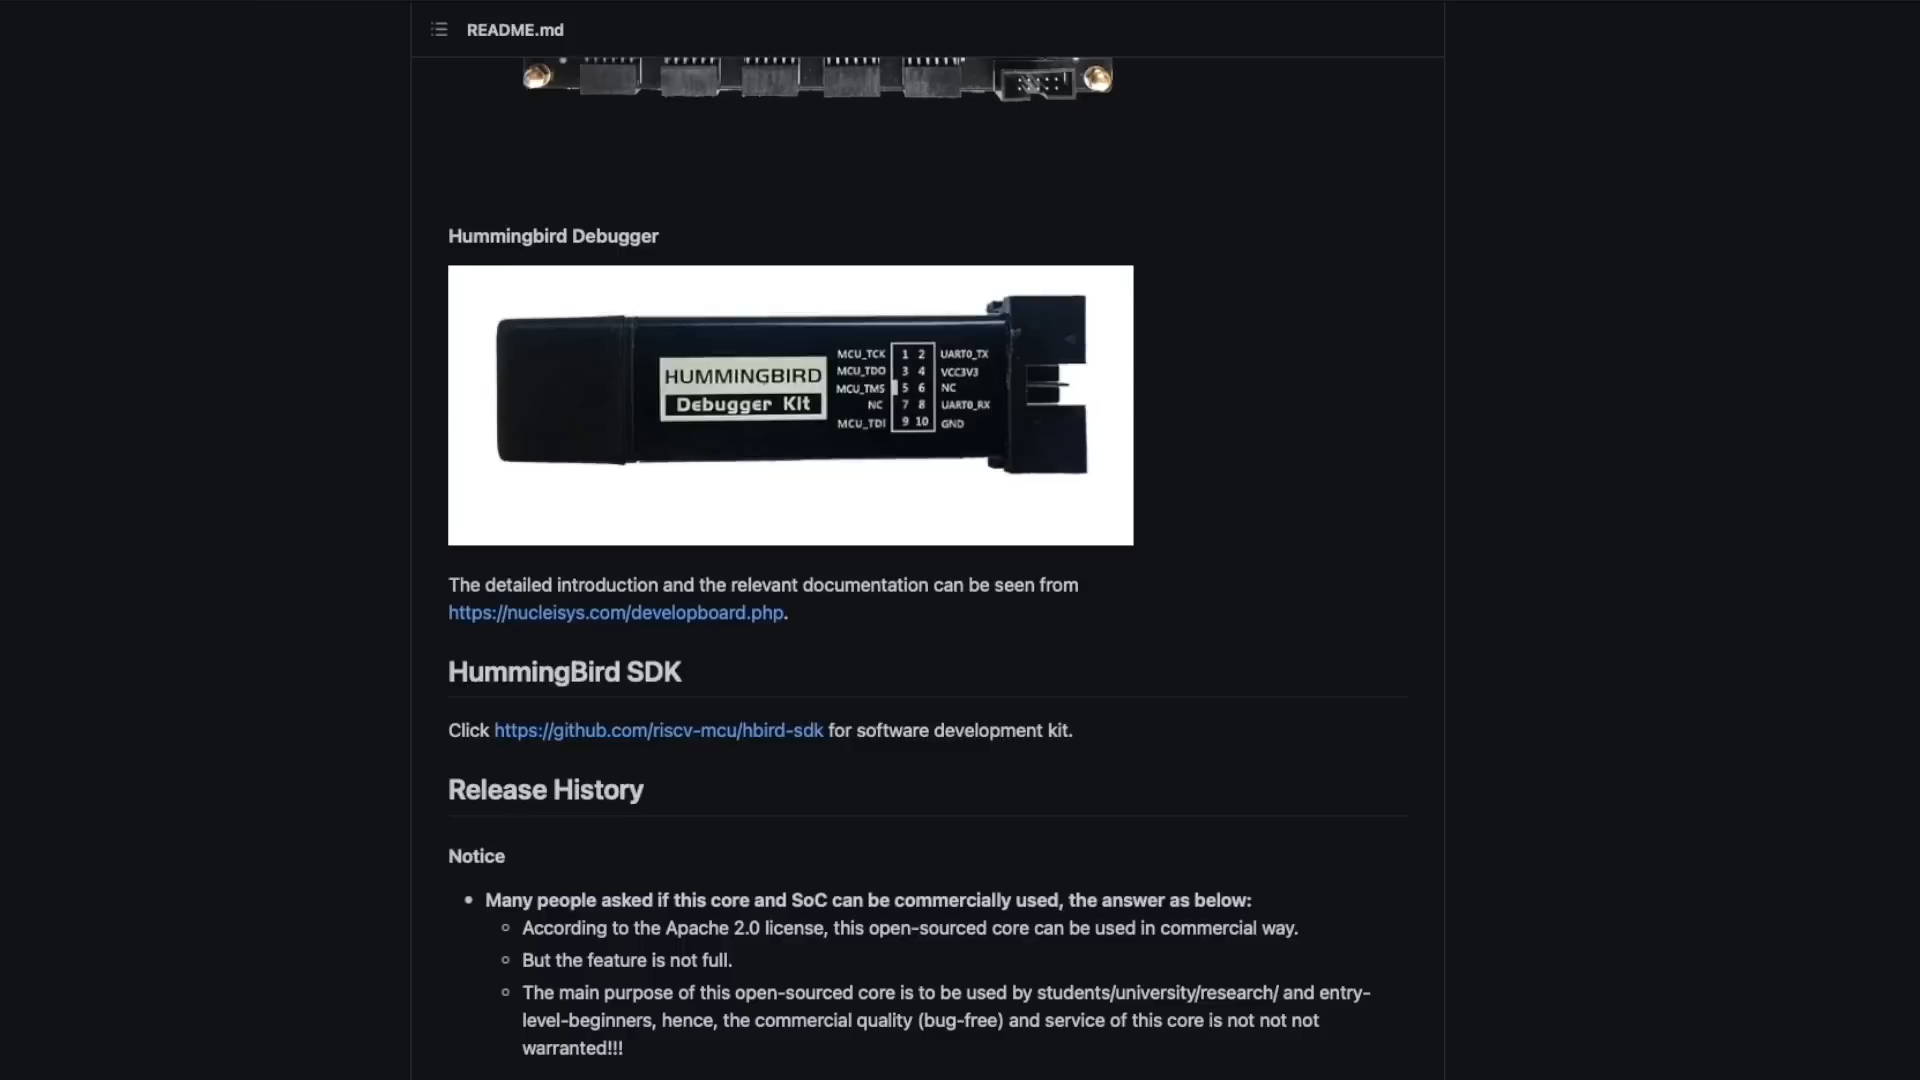 README.md
Hummingbird Debugger
HUMMINGBIRD
Debugger Kit
MCU_TCK 1 2 UART0_TX
MCU_TDO 3 4 VCC3V3
MCU_TMS 5 6 NC
NC 7 8 UART0_RX
MCU_TDI 9 10 GND
The detailed introduction and the relevant documentation can be seen from
https://nucleisys.com/developboard.php.
HummingBird SDK
Click https://github.com/riscv-mcu/hbird-sdk for software development kit.
Release History
Notice
Many people asked if this core and SoC can be commercially used, the answer as below:
According to the Apache 2.0 license, this open-sourced core can be used in commercial way.
But the feature is not full.
The main purpose of this open-sourced core is to be used by students/university/research/ and entry-
level-beginners, hence, the commercial quality (bug-free) and service of this core is not not not
warranted!!!